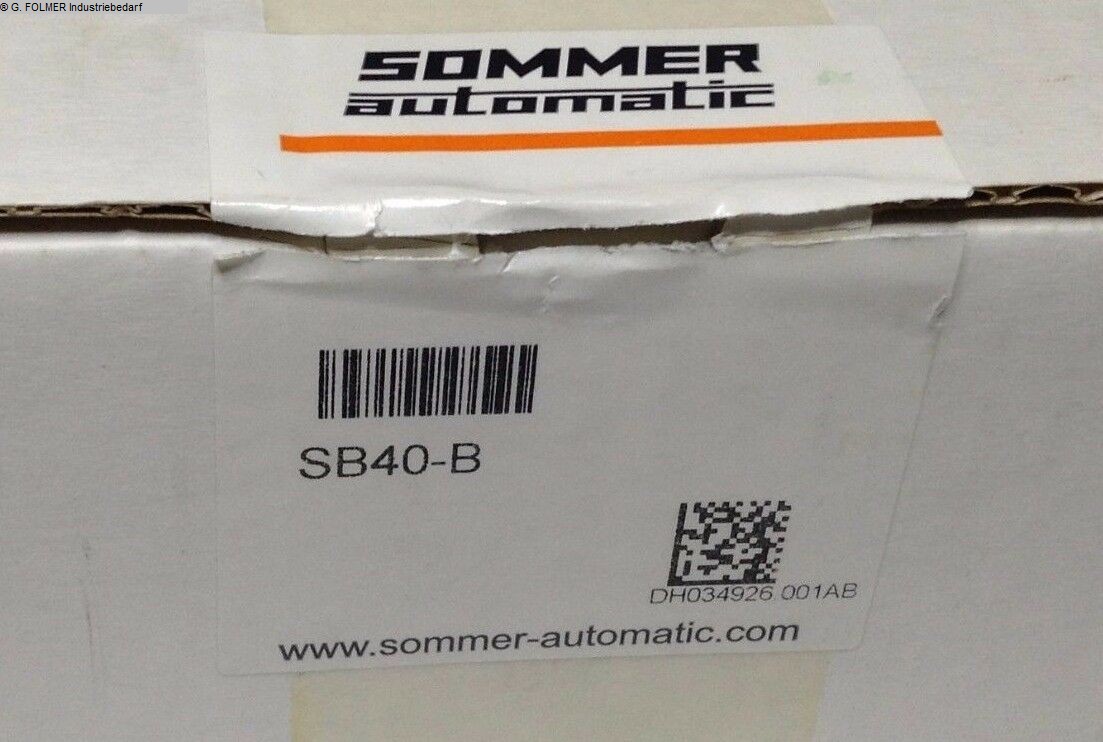 ® G. FOLMER Industriebedarf
SOMMER
automatic
SB40-B
DH034926 001AB
www.sommer-automatic.com